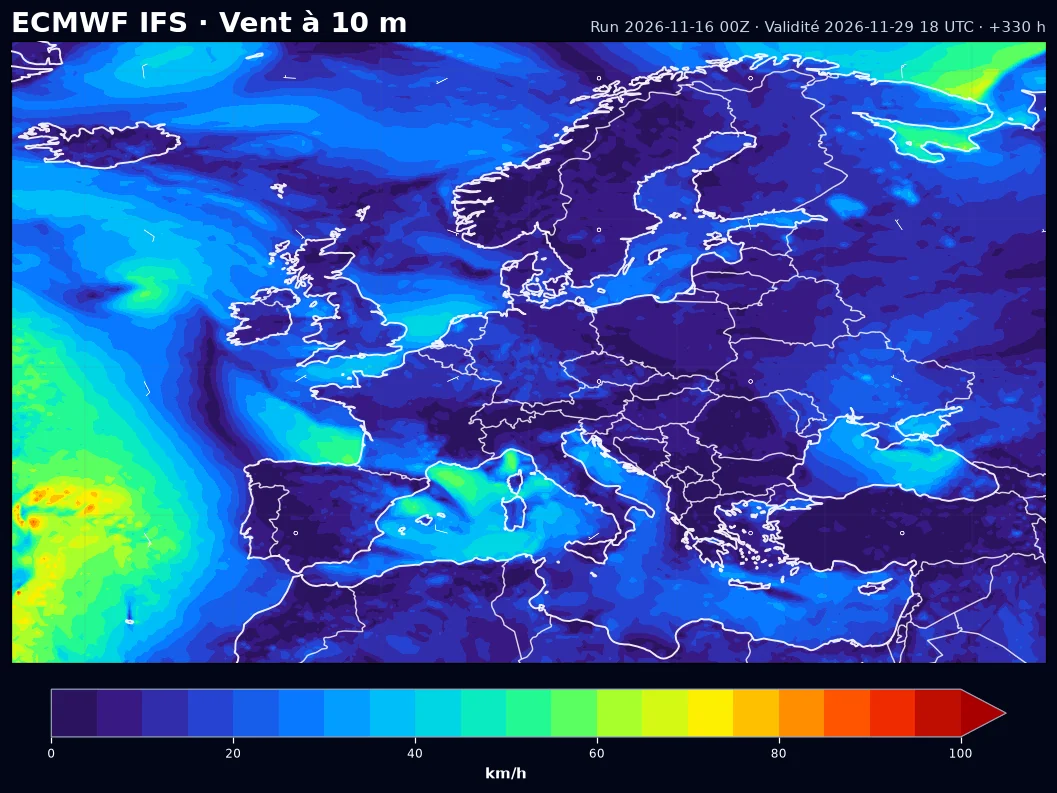 ECMWF IFS · Vent à 10 m
Run 2026-11-16 00Z · Validité 2026-11-29 18 UTC · +330 h
0 20 40 60 80 100
km/h